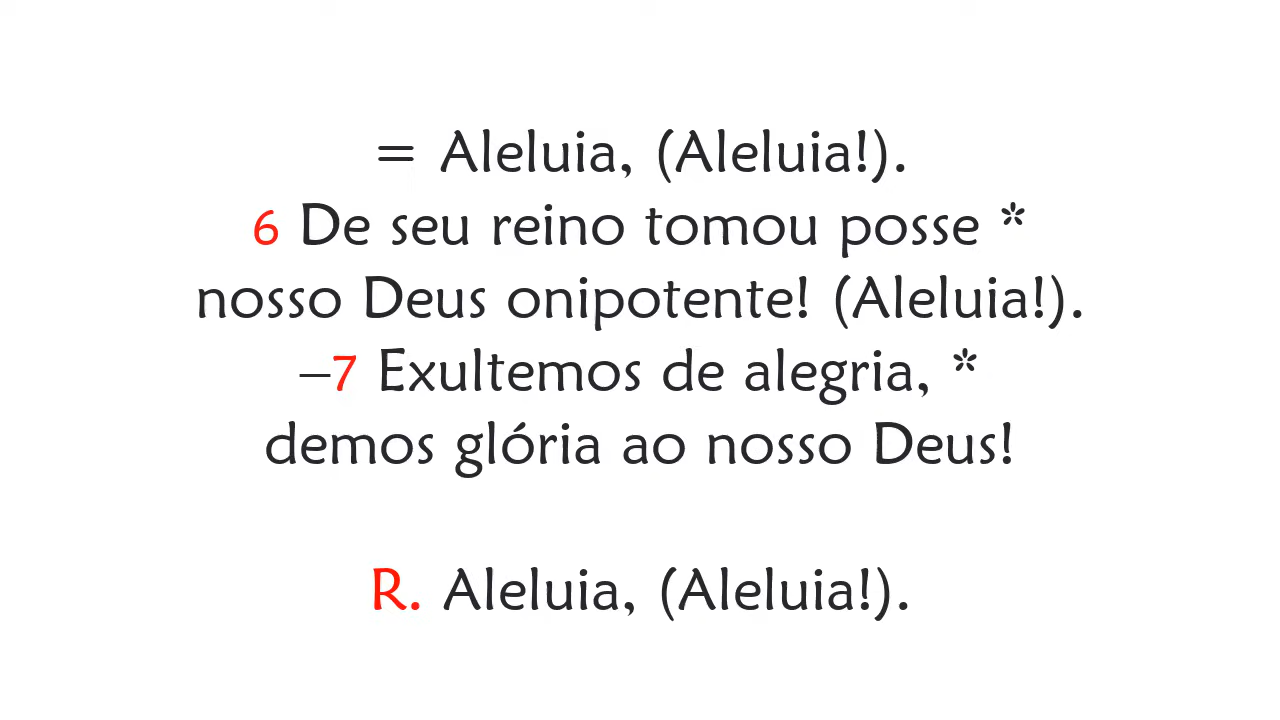 = Aleluia, (Aleluia!).
6 De seu reino tomou posse *
nosso Deus onipotente! (Aleluia!).
–7 Exultemos de alegria, *
demos glória ao nosso Deus!
R. Aleluia, (Aleluia!).